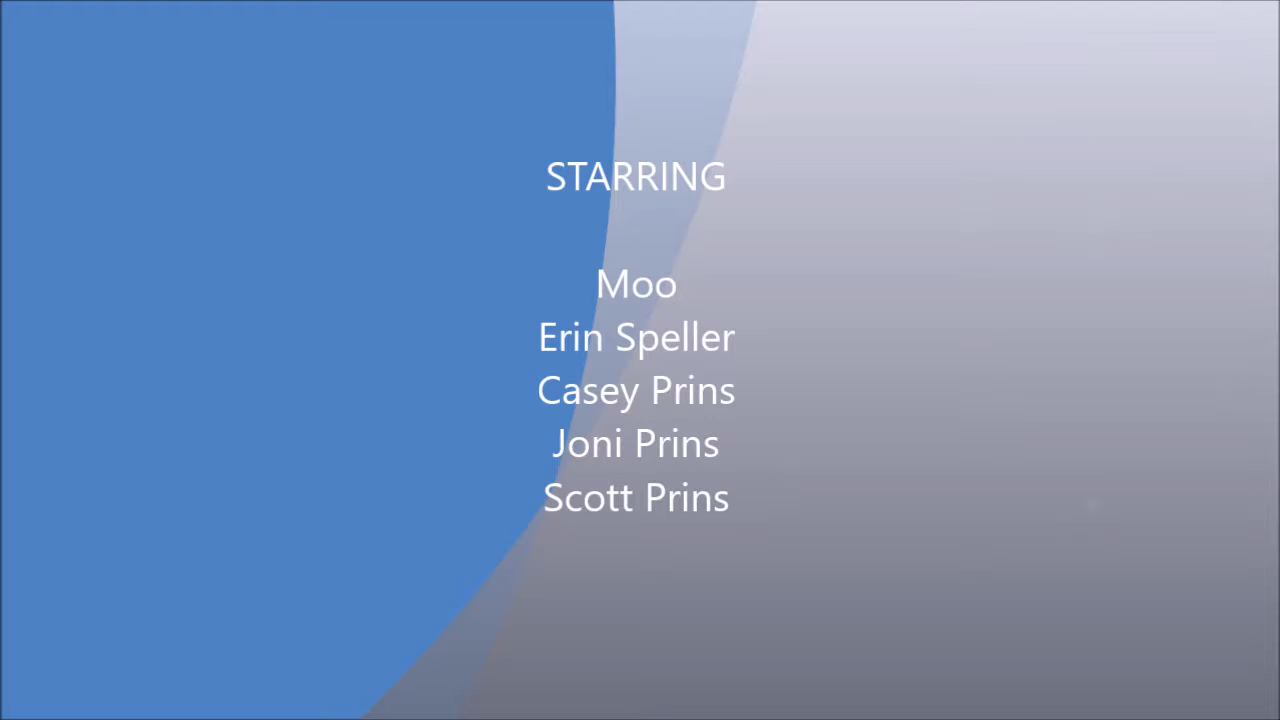 STARRING
Moo
Erin Speller
Casey Prins
Joni Prins
Scott Prins